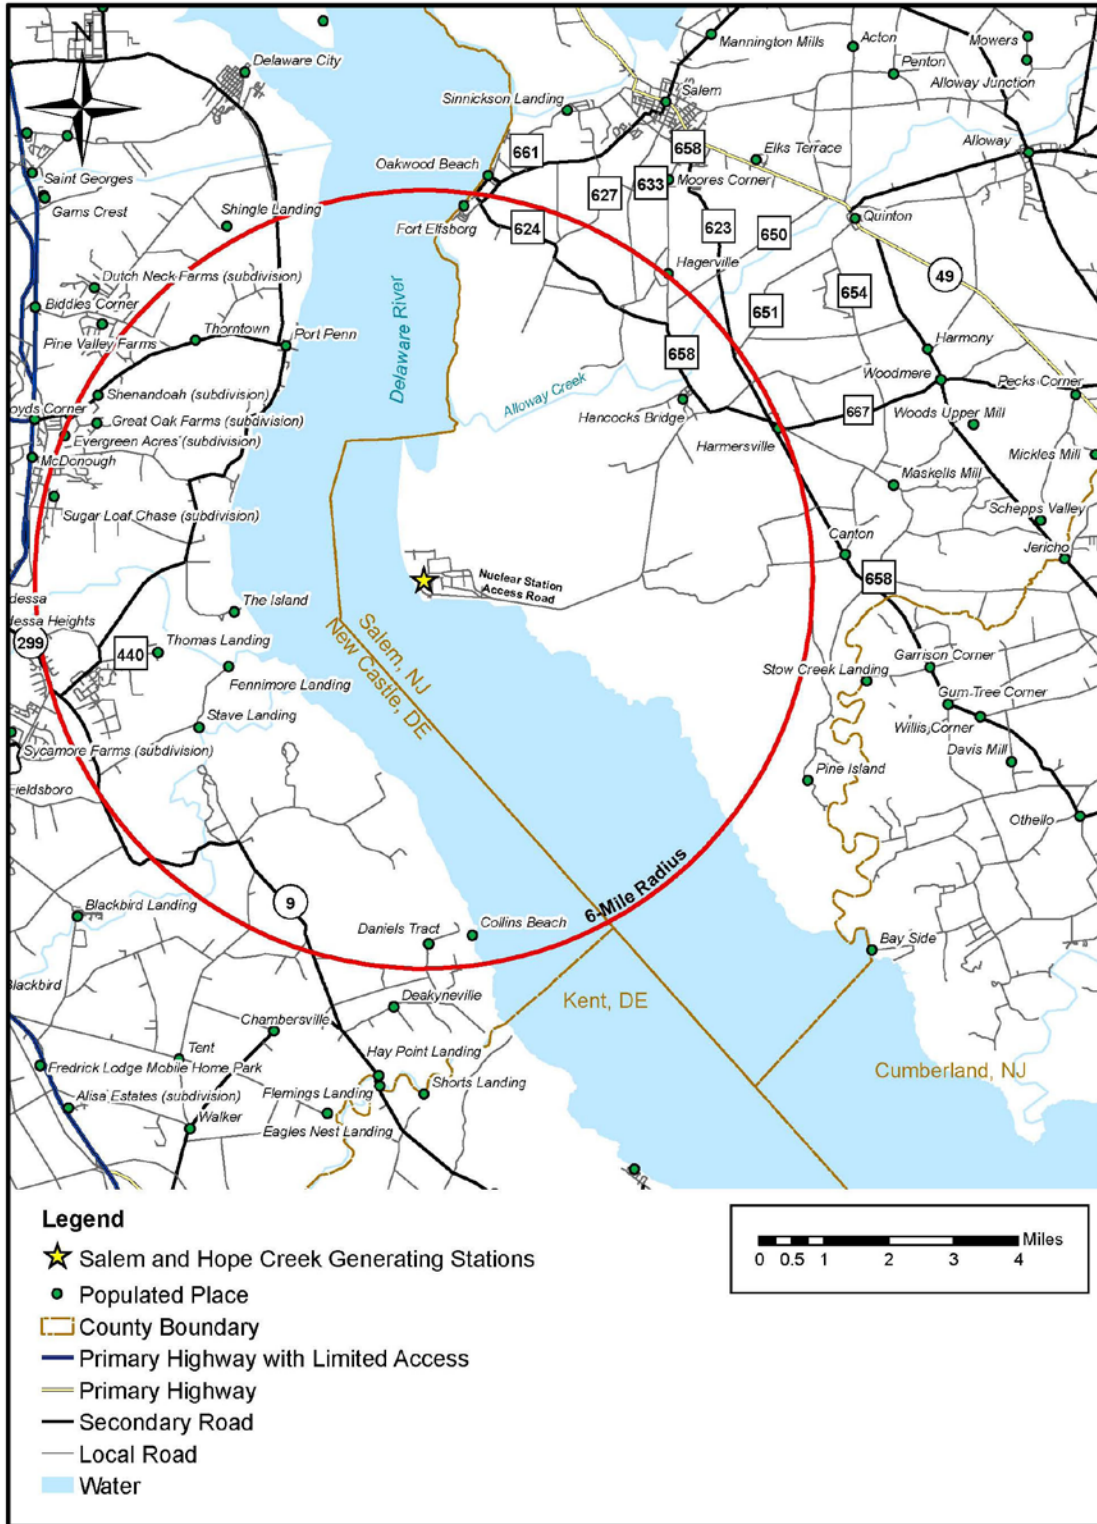 N
Delaware City
Mannington Mills
Acton
Mowers
Penton
Alloway Junction
Sinnickson Landing
Salem
661
658
Elks Terrace
Alloway
Oakwood Beach
Saint Georges
Gams Crest
627
633
Moores Corner
Shingle Landing
Fort Elfsborg
624
623
650
Quinton
Dutch Neck Farms (subdivision)
Hagerville
49
Biddles Corner
Delaware River
651
654
Pine Valley Farms
Thorntown
Port Penn
658
Harmony
Woodmere
Pecks Corner
Shenandoah (subdivision)
Alloway Creek
oyds Corner
Great Oak Farms (subdivision)
Hancocks Bridge
667
Woods Upper Mill
Evergreen Acres (subdivision)
Harmersville
McDonough
Mickles Mill
Maskells Mill
Sugar Loaf Chase (subdivision)
Schepps Valley
Canton
Jericho
Nuclear Station
Access Road
658
dessa
The Island
dessa Heights
299
440
Thomas Landing
Salem, NJ
New Castle, DE
Garrison Corner
Stow Creek Landing
Fennimore Landing
Gum Tree Corner
Stave Landing
Willis Corner
Sycamore Farms (subdivision)
Davis Mill
Pine Island
ieldsboro
Othello
6-Mile Radius
Blackbird Landing
9
Daniels Tract
Collins Beach
Bay Side
Blackbird
Kent, DE
Deakyneville
Chambersville
Tent
Hay Point Landing
Fredrick Lodge Mobile Home Park
Cumberland, NJ
Alisa Estates (subdivision)
Flemings Landing
Shorts Landing
Walker
Eagles Nest Landing
Legend
Salem and Hope Creek Generating Stations
Populated Place
County Boundary
Primary Highway with Limited Access
Primary Highway
Secondary Road
Local Road
Water
Miles
0 0.5 1 2 3 4